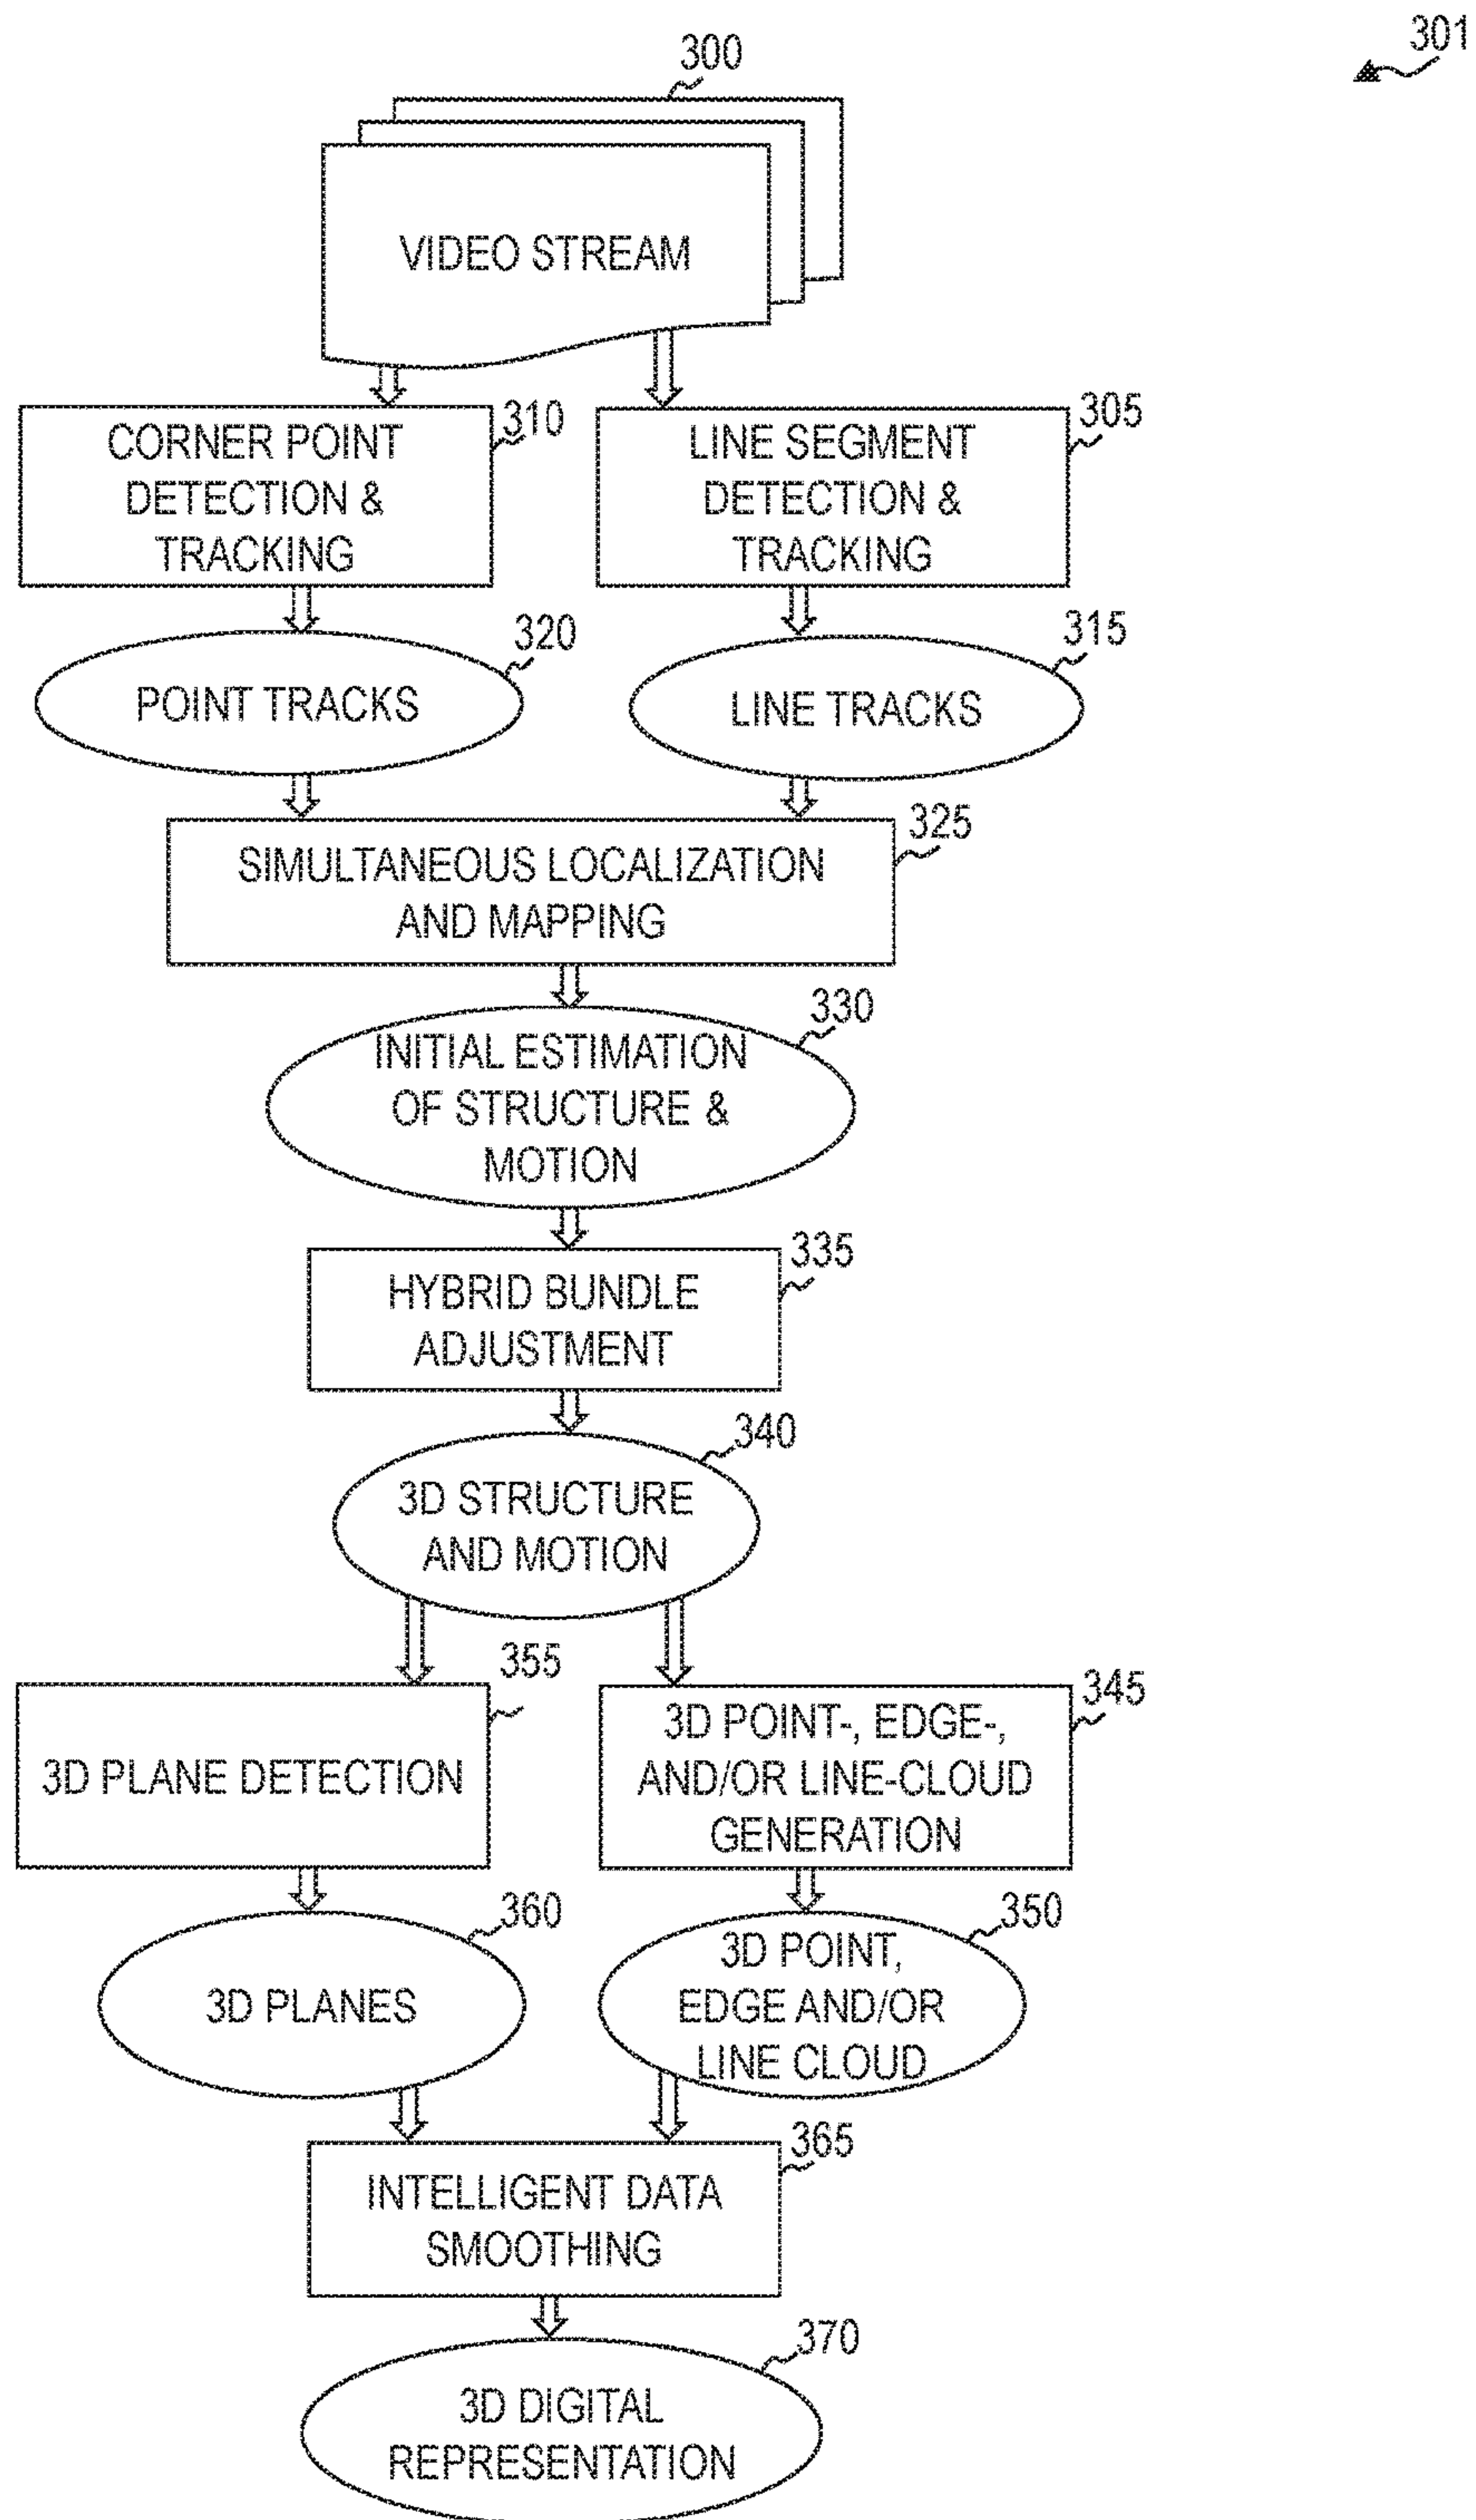 301
300
VIDEO STREAM
310
CORNER POINT
DETECTION &
TRACKING
305
LINE SEGMENT
DETECTION &
TRACKING
320
POINT TRACKS
315
LINE TRACKS
325
SIMULTANEOUS LOCALIZATION
AND MAPPING
330
INITIAL ESTIMATION
OF STRUCTURE &
MOTION
335
HYBRID BUNDLE
ADJUSTMENT
340
3D STRUCTURE
AND MOTION
355
3D PLANE DETECTION
345
3D POINT-, EDGE-,
AND/OR LINE-CLOUD
GENERATION
360
3D PLANES
350
3D POINT,
EDGE AND/OR
LINE CLOUD
365
INTELLIGENT DATA
SMOOTHING
370
3D DIGITAL
REPRESENTATION